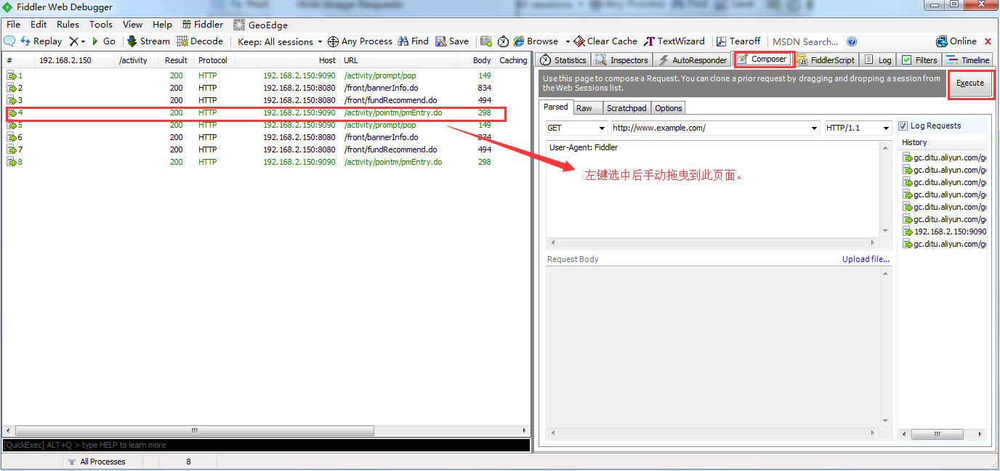 Fiddler Web Debugger
File Edit Rules Tools View Help 册 Fiddler GeoEdge
Replay Go Stream Decode Keep: All sessions Any Process Find Save Browse Clear Cache TextWizard Tearoff MSDN Search... Online
# 192.168.2.150 /activity Result Protocol Host URL Body Caching
1 200 HTTP 192.168.2.150:9090 /activity/prompt/pop 149
2 200 HTTP 192.168.2.150:8080 /front/bannerInfo.do 834
3 200 HTTP 192.168.2.150:8080 /front/fundRecommend.do 494
4 200 HTTP 192.168.2.150:9090 /activity/pointm/pmEntry.do 298
5 200 HTTP 192.168.2.150:9090 /activity/prompt/pop 149
6 200 HTTP 192.168.2.150:8080 /front/bannerInfo.do 834
7 200 HTTP 192.168.2.150:8080 /front/fundRecommend.do 494
8 200 HTTP 192.168.2.150:9090 /activity/pointm/pmEntry.do 298
[QuickExec] ALT+Q > type HELP to learn more
All Processes 8
Statistics Inspectors AutoResponder Composer FiddlerScript Log Filters Timeline
Use this page to compose a Request. You can clone a prior request by dragging and dropping a session from
the Web Sessions list.
Execute
Parsed Raw Scratchpad Options
GET http://www.example.com/ HTTP/1.1
User-Agent: Fiddler
左键选中后手动拖曳到此页面。
Request Body Upload file...
Log Requests
History
gc.ditu.aliyun.com/ge
gc.ditu.aliyun.com/ge
gc.ditu.aliyun.com/ge
gc.ditu.aliyun.com/ge
gc.ditu.aliyun.com/ge
gc.ditu.aliyun.com/ge
192.168.2.150:9090
gc.ditu.aliyun.com/ge